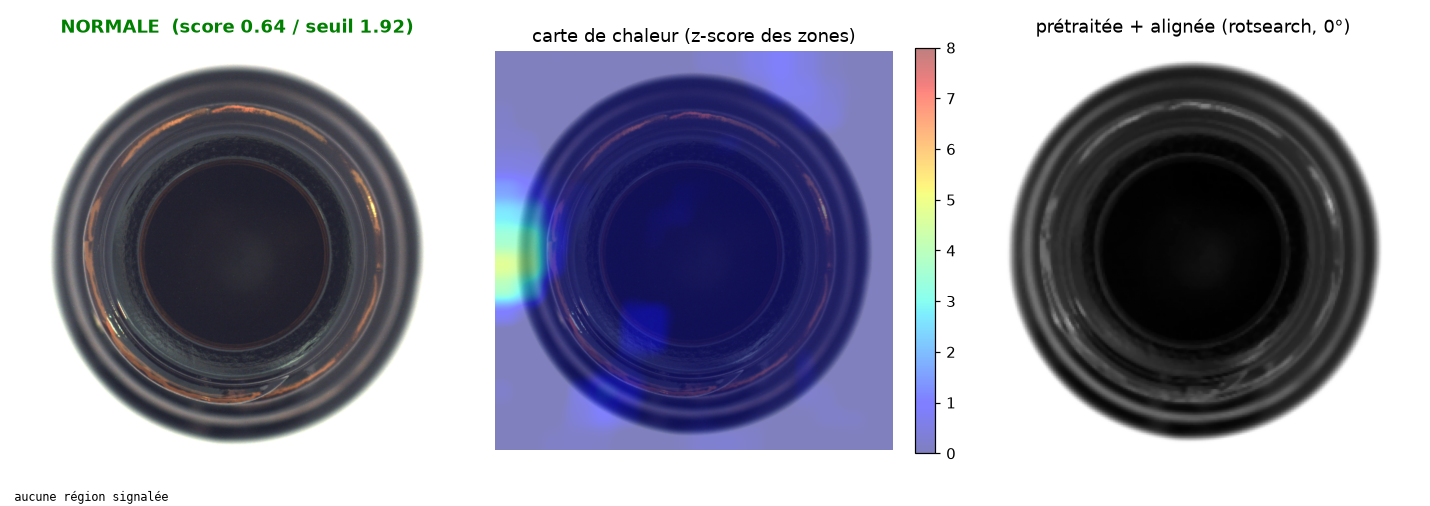 NORMALE  (score 0.64 / seuil 1.92)
carte de chaleur (z-score des zones)
prétraitée + alignée (rotsearch, 0°)
8
7
6
5
4
3
2
1
0
aucune région signalée